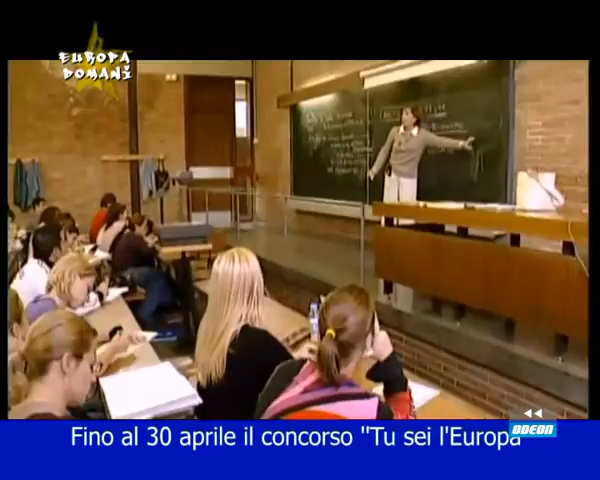 EUROPA
DOMANI
Fino al 30 aprile il concorso "Tu sei l'Europa
ODEON